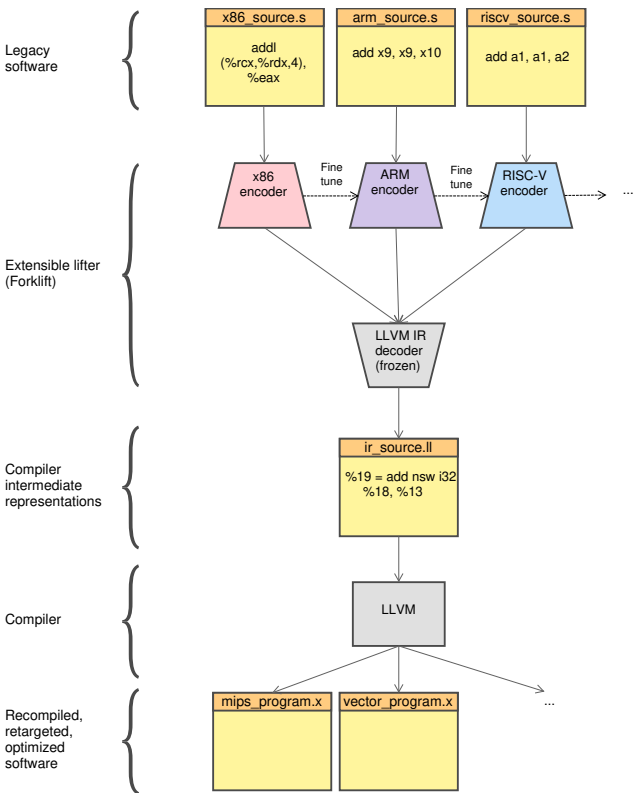 x86_source.s
arm_source.s
riscv_source.s
Legacy
software
addl
(%rcx,%rdx,4),
%eax
add x9, x9, x10
add a1, a1, a2
x86
encoder
Fine
tune
ARM
encoder
Fine
tune
RISC-V
encoder
...
Extensible lifter
(Forklift)
LLVM IR
decoder
(frozen)
ir_source.ll
%19 = add nsw i32
%18, %13
Compiler
intermediate
representations
Compiler
LLVM
mips_program.x
vector_program.x
...
Recompiled,
retargeted,
optimized
software